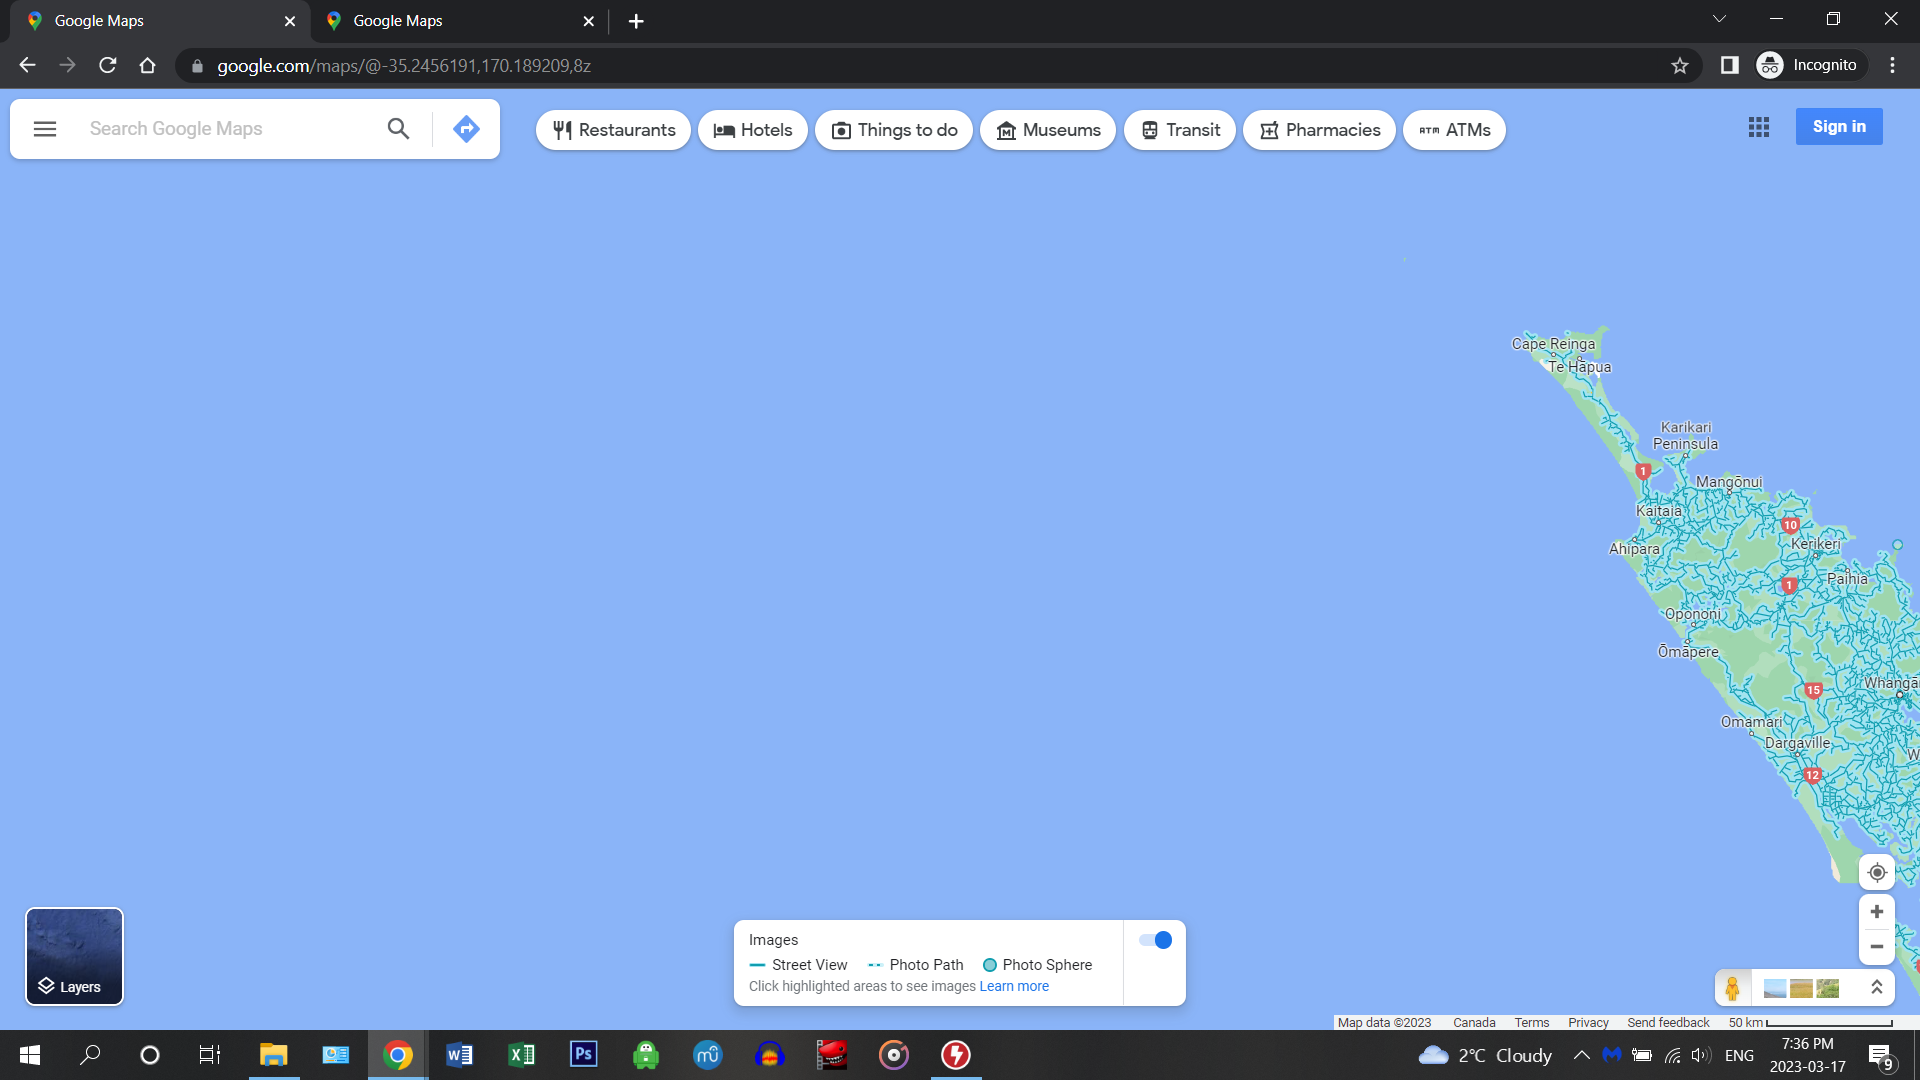 Google Maps
Google Maps
google.com/maps/@-35.2456191,170.189209,8z
Incognito
Search Google Maps
Restaurants
Hotels
Things to do
Museums
Transit
Pharmacies
ATM ATMs
Sign in
Cape Reinga
Te Hāpua
Karikari
Peninsula
1
Mangōnui
Kaitaia
10
Ahipara
Kerikeri
Paihia
1
Opononi
Ōmāpere
Whangā
15
Omamari
Dargaville
W
12
Images
Street View
Photo Path
Photo Sphere
Click highlighted areas to see images Learn more
Layers
Map data ©2023
Canada
Terms
Privacy
Send feedback
50 km
2°C Cloudy
ENG
7:36 PM
2023-03-17
9
W
X
Ps